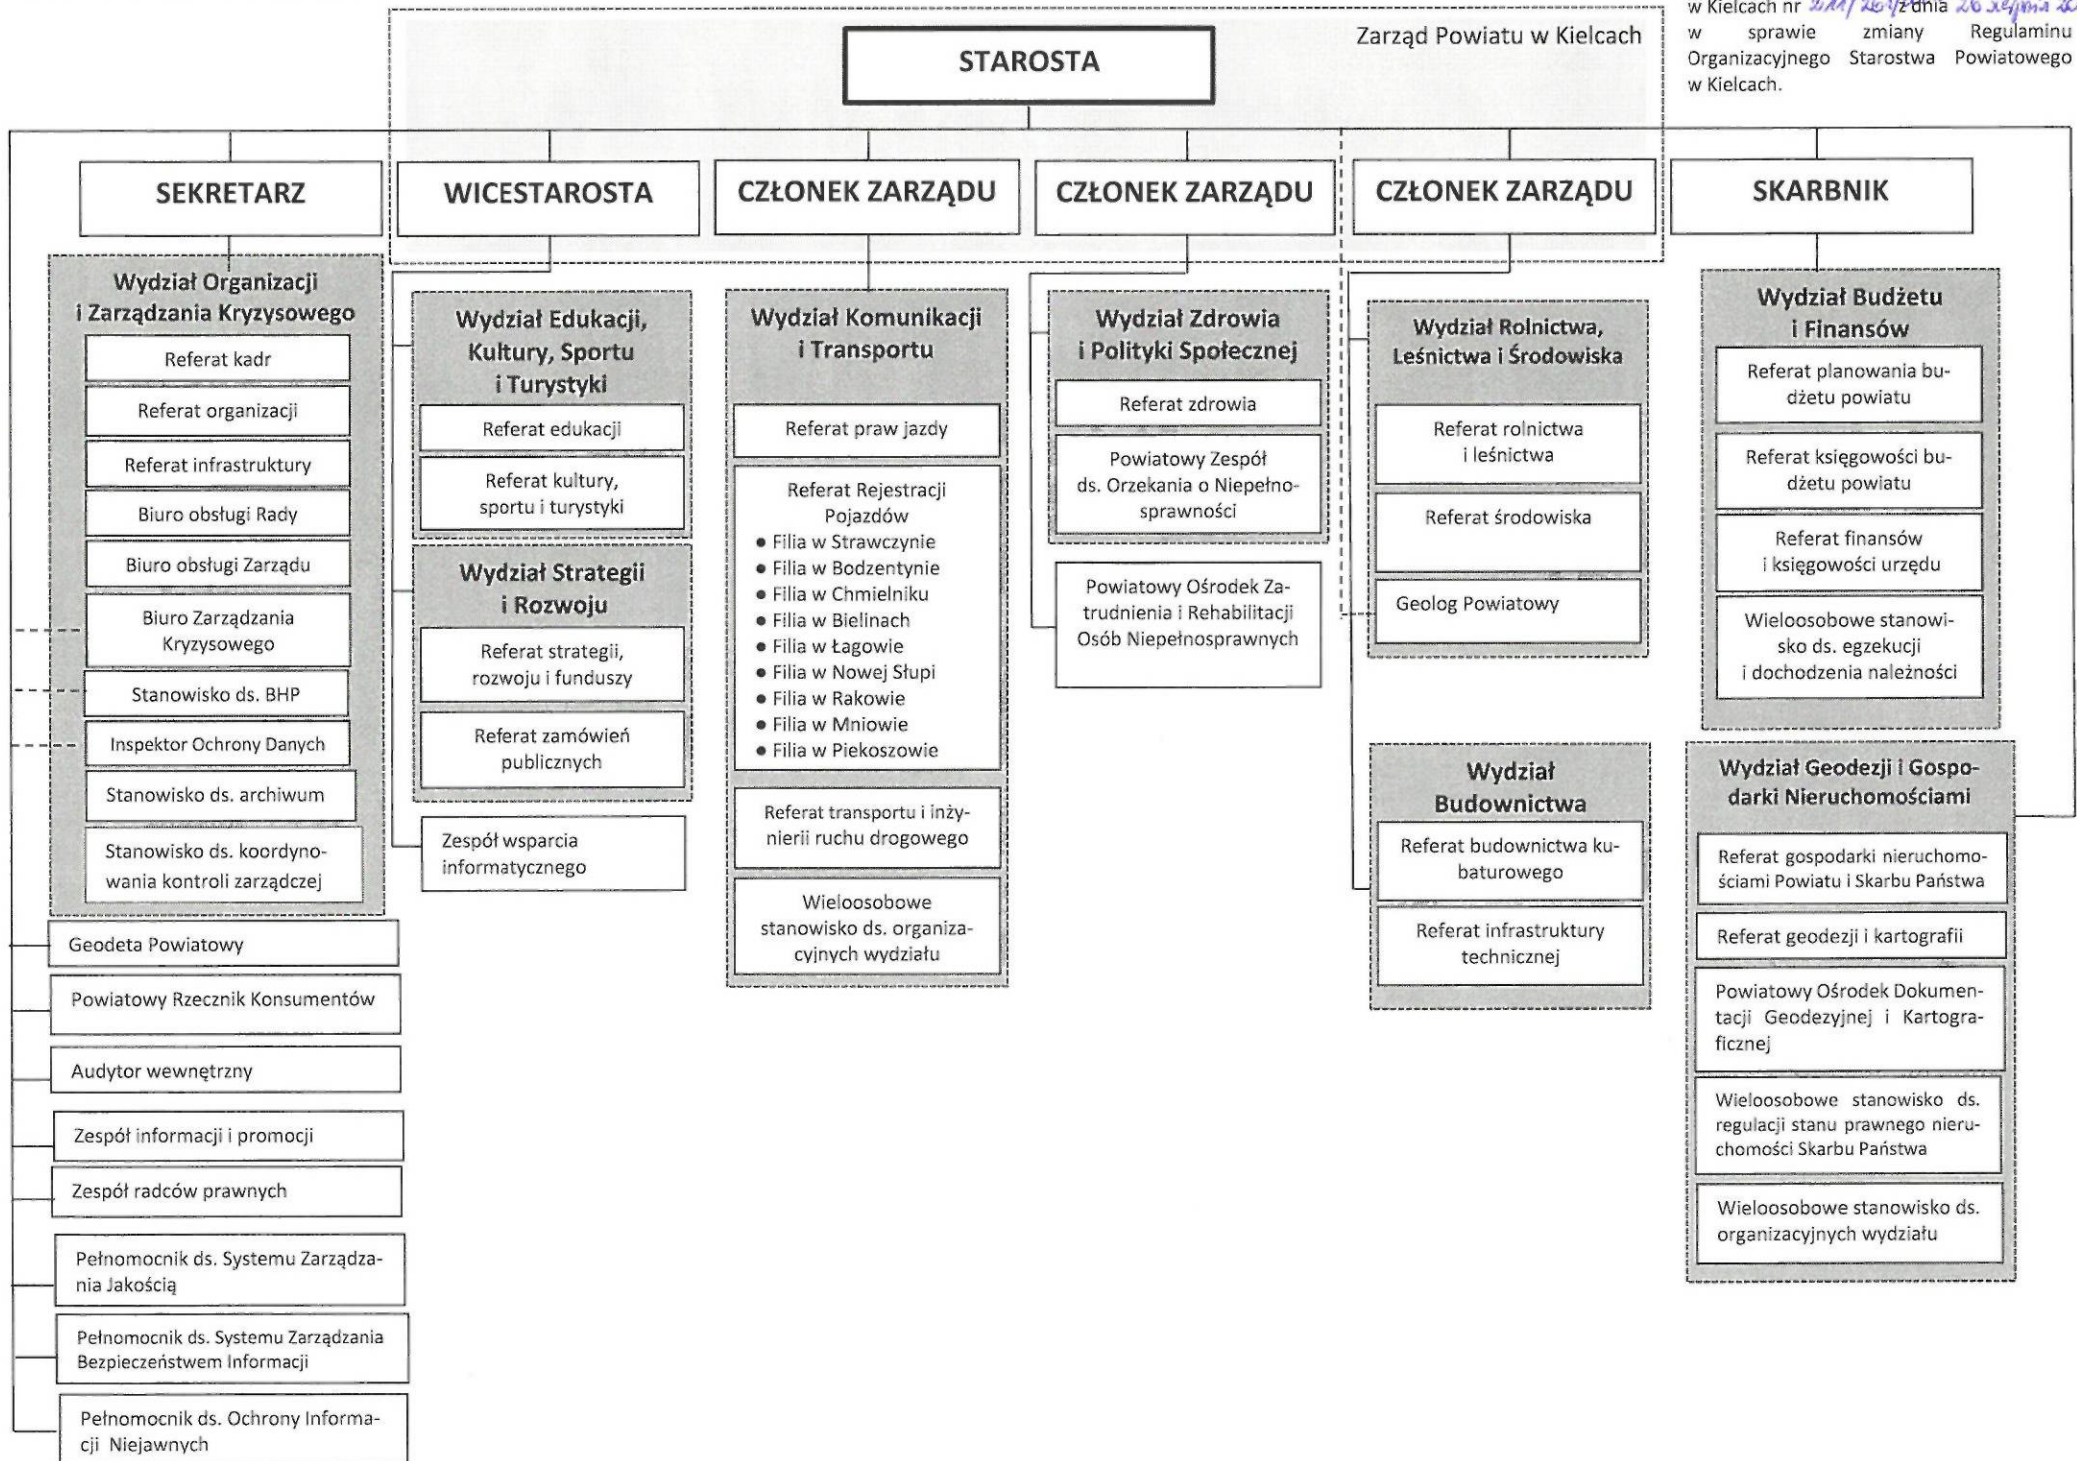 w Kielcach nr dnia
w sprawie zmiany Regulaminu
Organizacyjnego Starostwa Powiatowego
w Kielcach.
Zarząd Powiatu w Kielcach
STAROSTA
SEKRETARZ
WICESTAROSTA
CZŁONEK ZARZĄDU
CZŁONEK ZARZĄDU
CZŁONEK ZARZĄDU
SKARBNIK
Wydział Organizacji
i Zarządzania Kryzysowego
Referat kadr
Referat organizacji
Referat infrastruktury
Biuro obsługi Rady
Biuro obsługi Zarządu
Biuro Zarządzania
Kryzysowego
Stanowisko ds. BHP
Inspektor Ochrony Danych
Stanowisko ds. archiwum
Stanowisko ds. koordyno-
wania kontroli zarządczej
Geodeta Powiatowy
Powiatowy Rzecznik Konsumentów
Audytor wewnętrzny
Zespół informacji i promocji
Zespół radców prawnych
Pełnomocnik ds. Systemu Zarządza-
nia Jakością
Pełnomocnik ds. Systemu Zarządzania
Bezpieczeństwem Informacji
Pełnomocnik ds. Ochrony Informa-
cji Niejawnych
Wydział Edukacji,
Kultury, Sportu
i Turystyki
Referat edukacji
Referat kultury,
sportu i turystyki
Wydział Strategii
i Rozwoju
Referat strategii,
rozwoju i funduszy
Referat zamówień
publicznych
Zespół wsparcia
informatycznego
Wydział Komunikacji
i Transportu
Referat praw jazdy
Referat Rejestracji
Pojazdów
● Filia w Strawczynie
● Filia w Bodzentynie
● Filia w Chmielniku
● Filia w Bielinach
● Filia w Łagowie
● Filia w Nowej Słupi
● Filia w Rakowie
● Filia w Mniowie
● Filia w Piekoszowie
Referat transportu i inży-
nierii ruchu drogowego
Wieloosobowe
stanowisko ds. organiza-
cyjnych wydziału
Wydział Zdrowia
i Polityki Społecznej
Referat zdrowia
Powiatowy Zespół
ds. Orzekania o Niepełno-
sprawności
Powiatowy Ośrodek Za-
trudnienia i Rehabilitacji
Osób Niepełnosprawnych
Wydział Rolnictwa,
Leśnictwa i Środowiska
Referat rolnictwa
i leśnictwa
Referat środowiska
Geolog Powiatowy
Wydział
Budownictwa
Referat budownictwa ku-
baturowego
Referat infrastruktury
technicznej
Wydział Budżetu
i Finansów
Referat planowania bu-
dżetu powiatu
Referat księgowości bu-
dżetu powiatu
Referat finansów
i księgowości urzędu
Wieloosobowe stanowi-
sko ds. egzekucji
i dochodzenia należności
Wydział Geodezji i Gospo-
darki Nieruchomościami
Referat gospodarki nieruchomo-
ściami Powiatu i Skarbu Państwa
Referat geodezji i kartografii
Powiatowy Ośrodek Dokumen-
tacji Geodezyjnej i Kartogra-
ficznej
Wieloosobowe stanowisko ds.
regulacji stanu prawnego nieru-
chomości Skarbu Państwa
Wieloosobowe stanowisko ds.
organizacyjnych wydziału